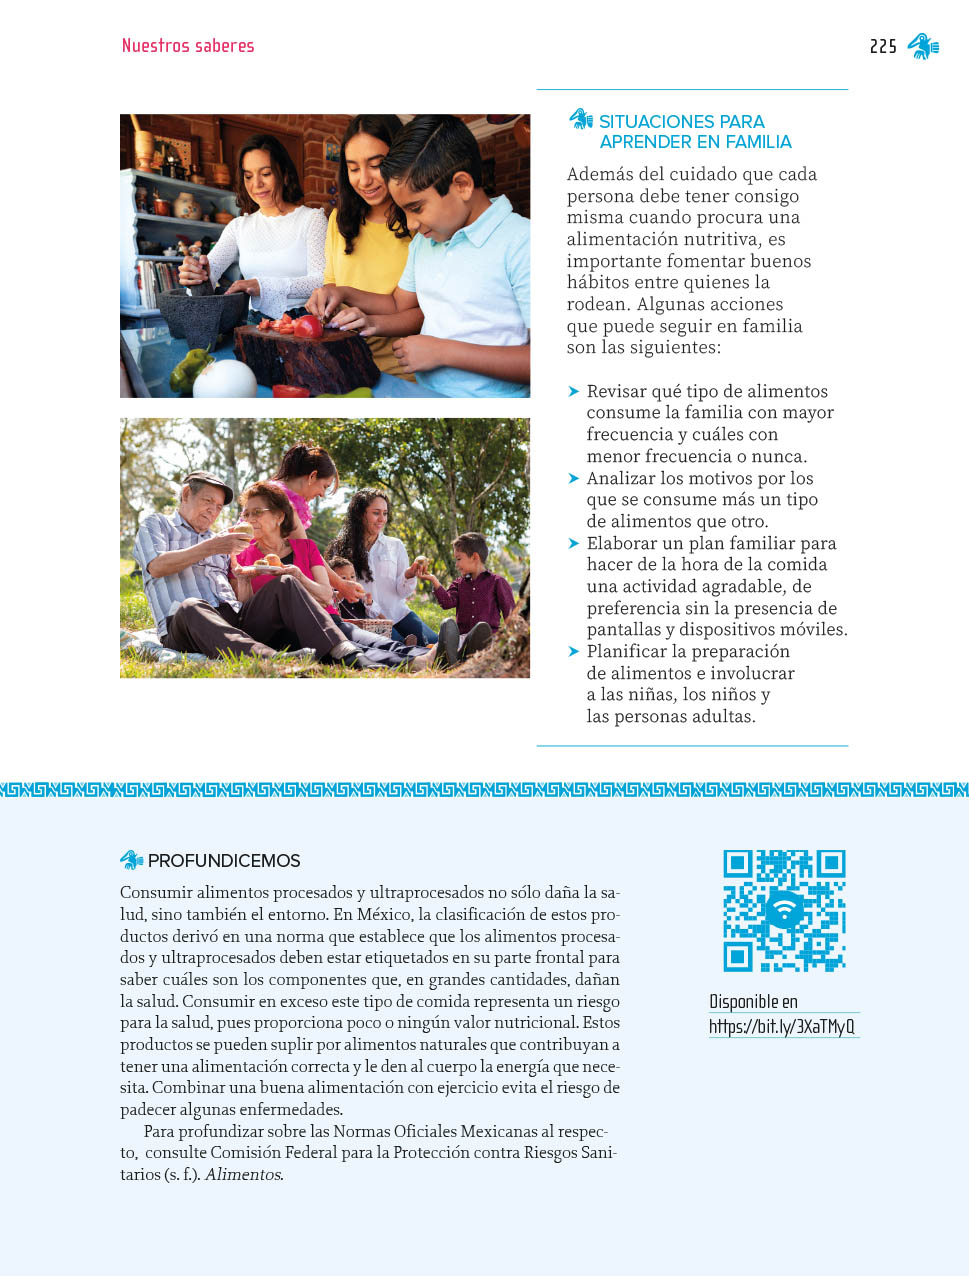 Nuestros saberes
225
SITUACIONES PARA
APRENDER EN FAMILIA
Además del cuidado que cada
persona debe tener consigo
misma cuando procura una
alimentación nutritiva, es
importante fomentar buenos
hábitos entre quienes la
rodean. Algunas acciones
que puede seguir en familia
son las siguientes:
➤ Revisar qué tipo de alimentos
consume la familia con mayor
frecuencia y cuáles con
menor frecuencia o nunca.
➤ Analizar los motivos por los
que se consume más un tipo
de alimentos que otro.
➤ Elaborar un plan familiar para
hacer de la hora de la comida
una actividad agradable, de
preferencia sin la presencia de
pantallas y dispositivos móviles.
➤ Planificar la preparación
de alimentos e involucrar
a las niñas, los niños y
las personas adultas.
PROFUNDICEMOS
Consumir alimentos procesados y ultraprocesados no sólo daña la sa-
lud, sino también el entorno. En México, la clasificación de estos pro-
ductos derivó en una norma que establece que los alimentos procesa-
dos y ultraprocesados deben estar etiquetados en su parte frontal para
saber cuáles son los componentes que, en grandes cantidades, dañan
la salud. Consumir en exceso este tipo de comida representa un riesgo
para la salud, pues proporciona poco o ningún valor nutricional. Estos
productos se pueden suplir por alimentos naturales que contribuyan a
tener una alimentación correcta y le den al cuerpo la energía que nece-
sita. Combinar una buena alimentación con ejercicio evita el riesgo de
padecer algunas enfermedades.
Para profundizar sobre las Normas Oficiales Mexicanas al respec-
to, consulte Comisión Federal para la Protección contra Riesgos Sani-
tarios (s. f.). Alimentos.
Disponible en
https://bit.ly/3XaTMyQ